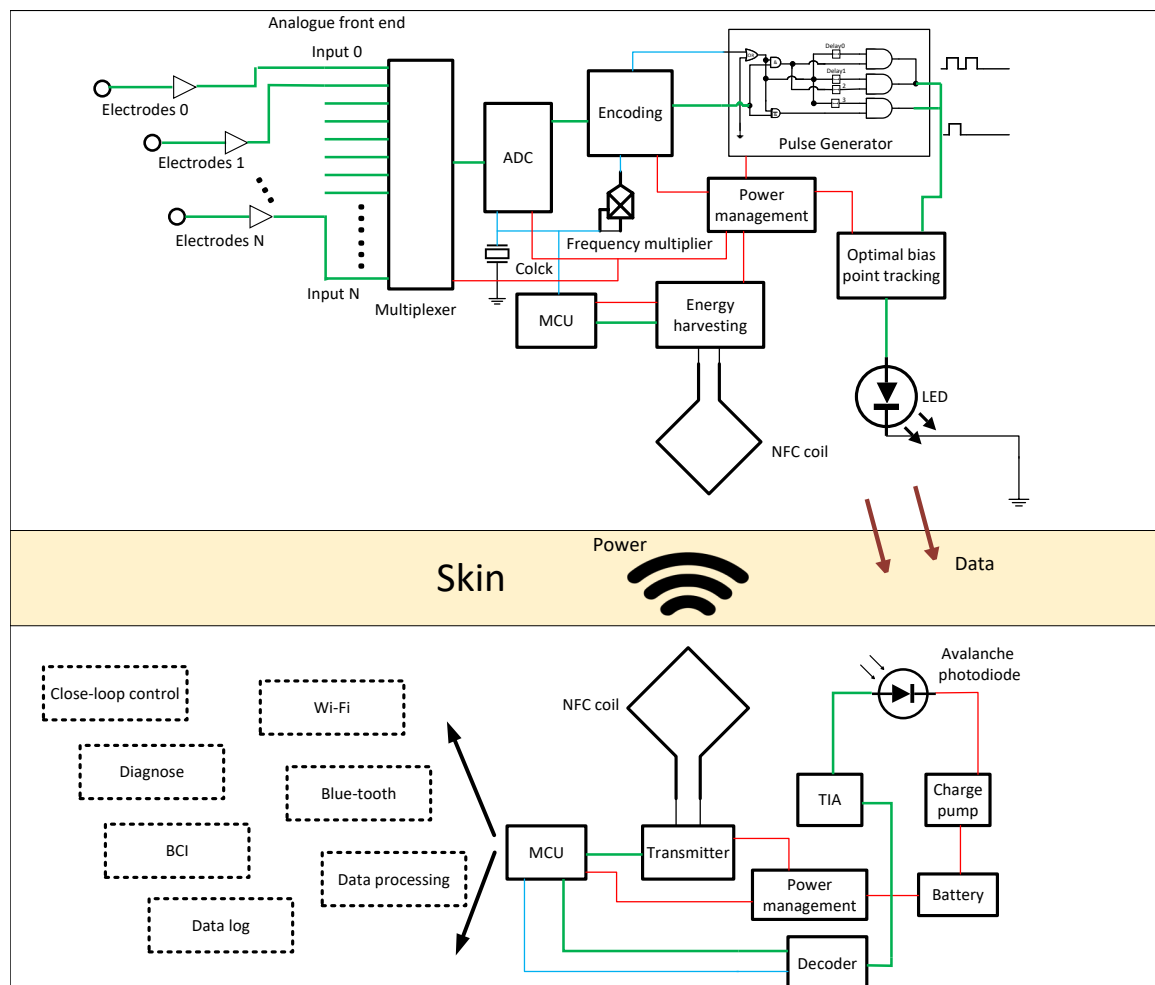 Analogue front end
Input 0
Electrodes 0
Electrodes 1
Electrodes N
Input N
Multiplexer
ADC
Encoding
Frequency multiplier
Colck
MCU
Energy
harvesting
Power
management
OR
&
Delay0
Delay1
2
3
Pulse Generator
Optimal bias
point tracking
LED
NFC coil
Power
Skin
Data
Close-loop control
Wi-Fi
Diagnose
Blue-tooth
BCI
Data processing
Data log
NFC coil
Avalanche
photodiode
TIA
Charge
pump
MCU
Transmitter
Power
management
Battery
Decoder